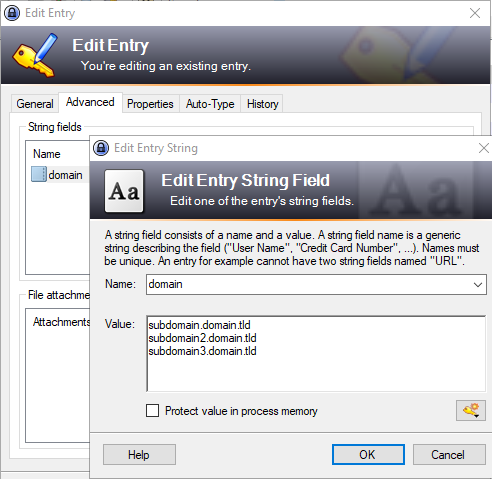 Edit Entry
Edit Entry
You're editing an existing entry.
General Advanced Properties Auto-Type History
String fields
Name
domain
File attachme
Attachments
Edit Entry String
Aa
Edit Entry String Field
Edit one of the entry's string fields.
A string field consists of a name and a value. A string field name is a generic
string describing the field ("User Name", "Credit Card Number", ...). Names must
be unique. An entry for example cannot have two string fields named "URL".
Name: domain
Value: subdomain.domain.tld
subdomain2.domain.tld
subdomain3.domain.tld
Protect value in process memory
Help OK Cancel